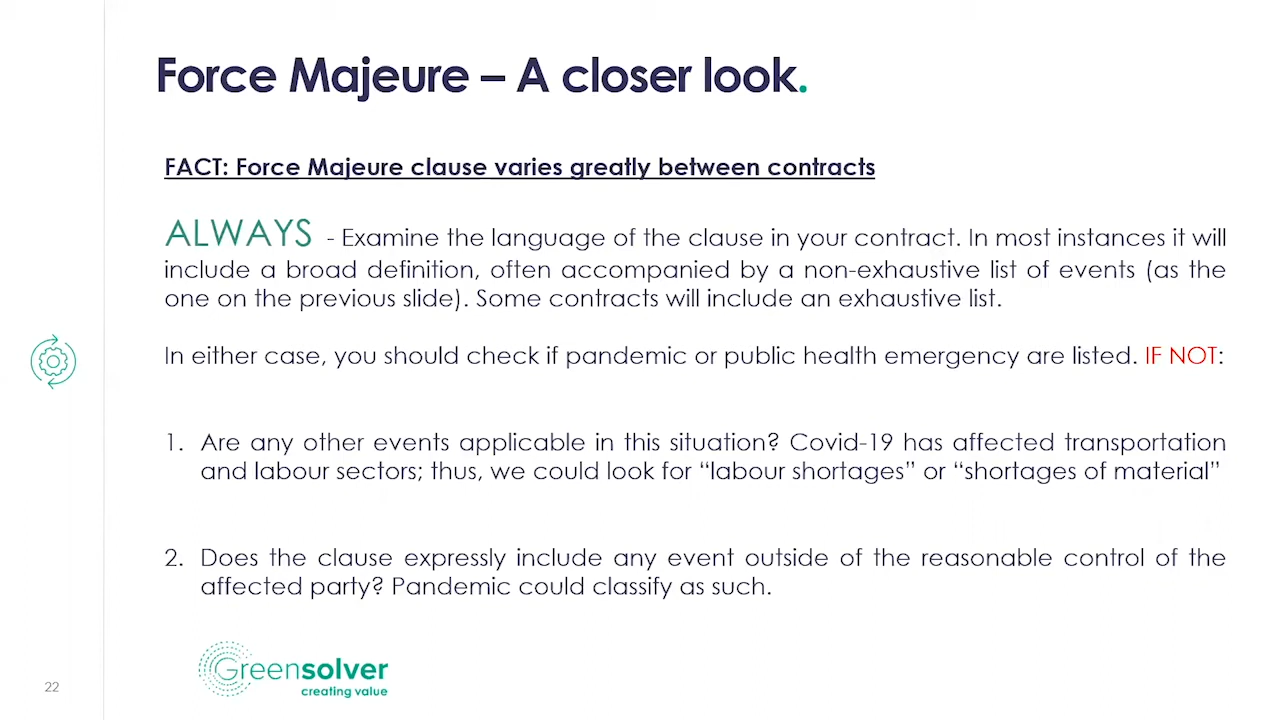 Force Majeure – A closer look.
FACT: Force Majeure clause varies greatly between contracts
ALWAYS - Examine the language of the clause in your contract. In most instances it will
include a broad definition, often accompanied by a non-exhaustive list of events (as the
one on the previous slide). Some contracts will include an exhaustive list.
In either case, you should check if pandemic or public health emergency are listed. IF NOT:
1. Are any other events applicable in this situation? Covid-19 has affected transportation
and labour sectors; thus, we could look for “labour shortages” or “shortages of material”
2. Does the clause expressly include any event outside of the reasonable control of the
affected party? Pandemic could classify as such.
Greensolver
creating value
22